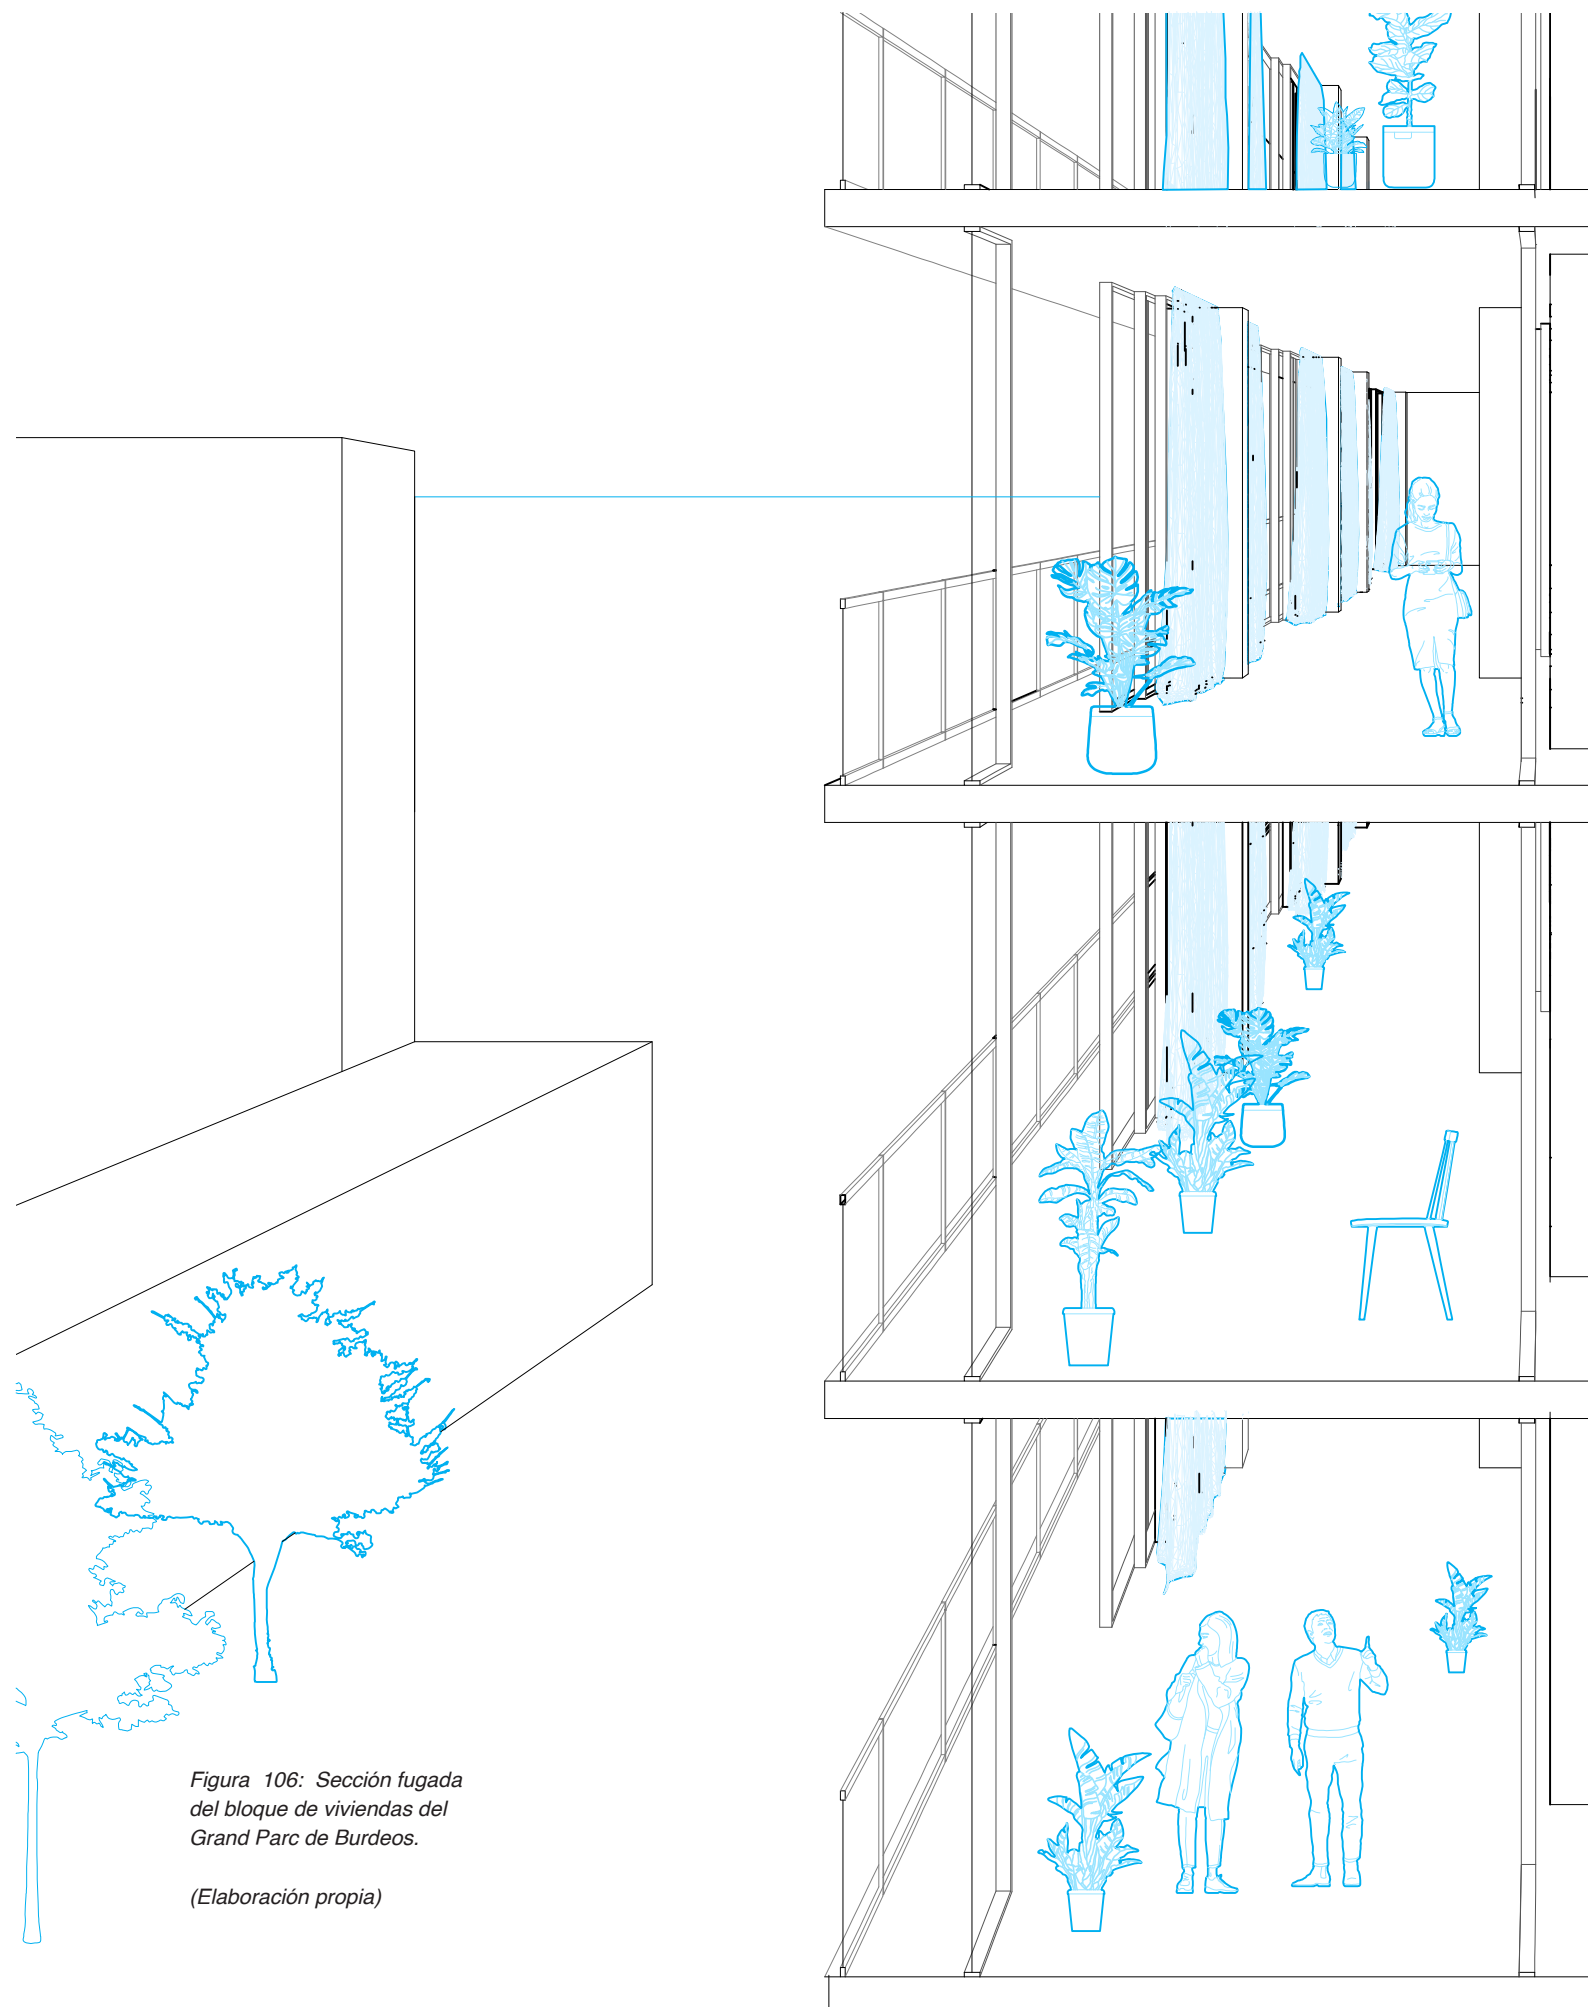 Figura 106: Sección fugada
del bloque de viviendas del
Grand Parc de Burdeos.
(Elaboración propia)